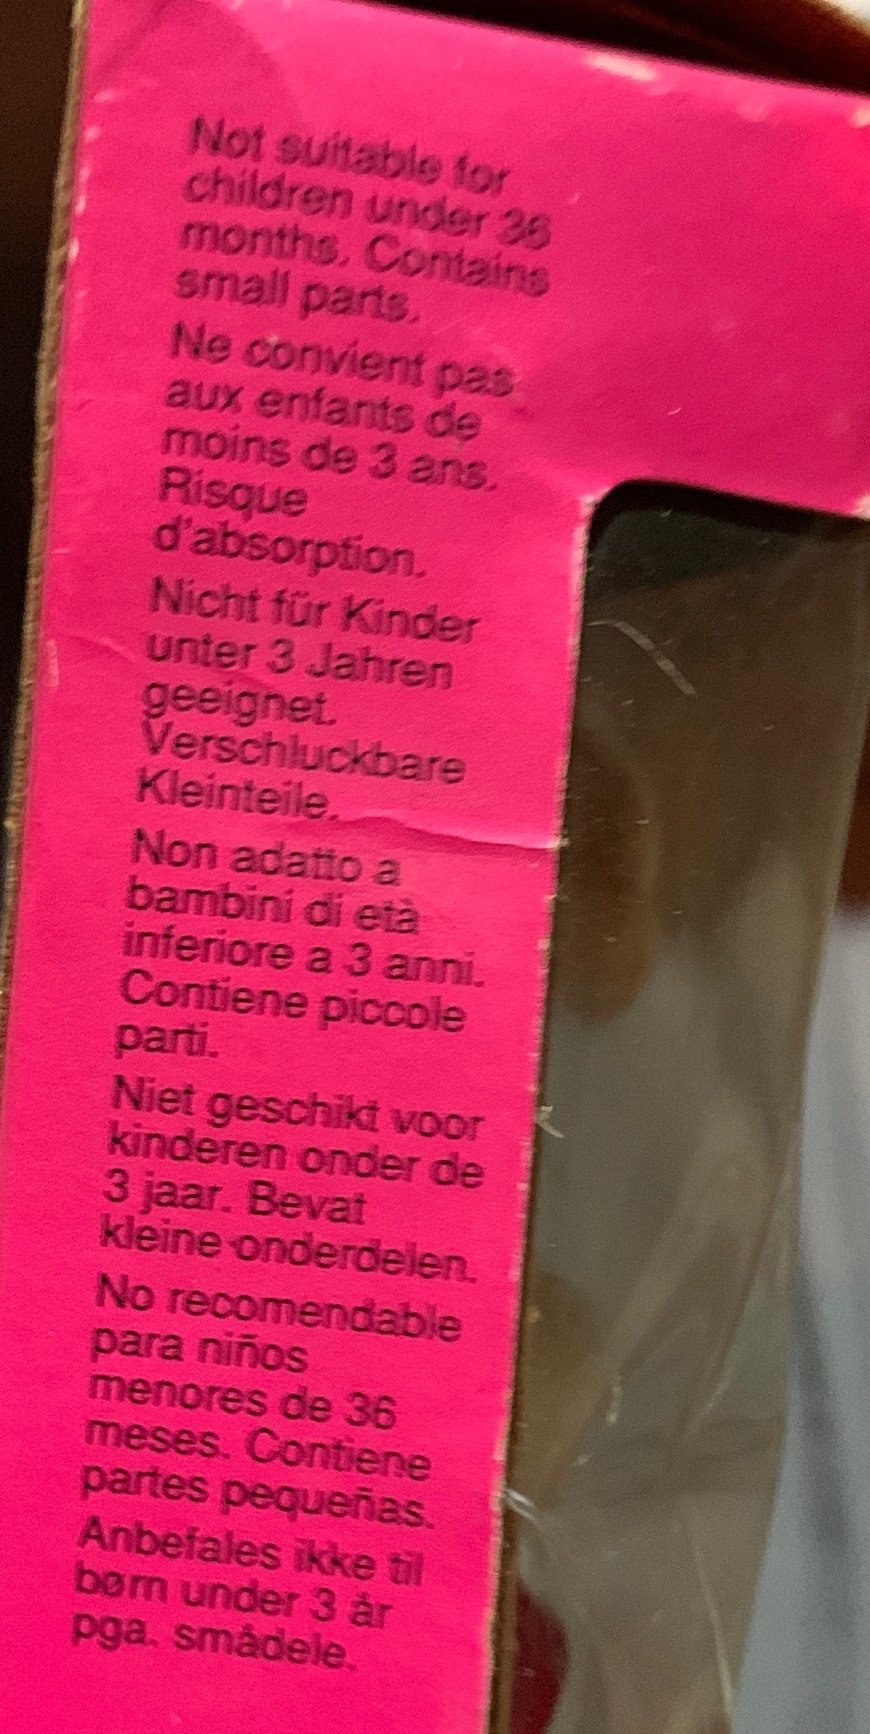 Not suitable for
children under 36
months. Contains
small parts.
Ne convient pas
aux enfants de
moins de 3 ans.
Risque
d'absorption.
Nicht für Kinder
unter 3 Jahren
geeignet.
Verschluckbare
Kleinteile.
Non adatto a
bambini di età
inferiore a 3 anni.
Contiene piccole
parti.
Niet geschikt voor
kinderen onder de
3 jaar. Bevat
kleine onderdelen.
No recomendable
para niños
menores de 36
meses. Contiene
partes pequeñas.
Anbefales ikke til
børn under 3 år
pga. smådele.